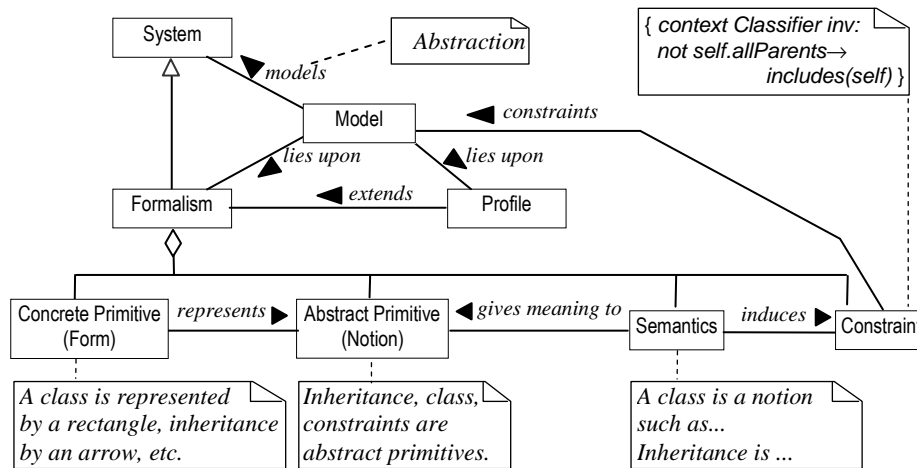 System
Abstraction
{ context Classifier inv:
not self.allParents→
includes(self) }
models
Model
constraints
lies upon
lies upon
Formalism
extends
Profile
Concrete Primitive
(Form)
represents
Abstract Primitive
(Notion)
gives meaning to
Semantics
induces
Constraint
A class is represented
by a rectangle, inheritance
by an arrow, etc.
Inheritance, class,
constraints are
abstract primitives.
A class is a notion
such as...
Inheritance is ...